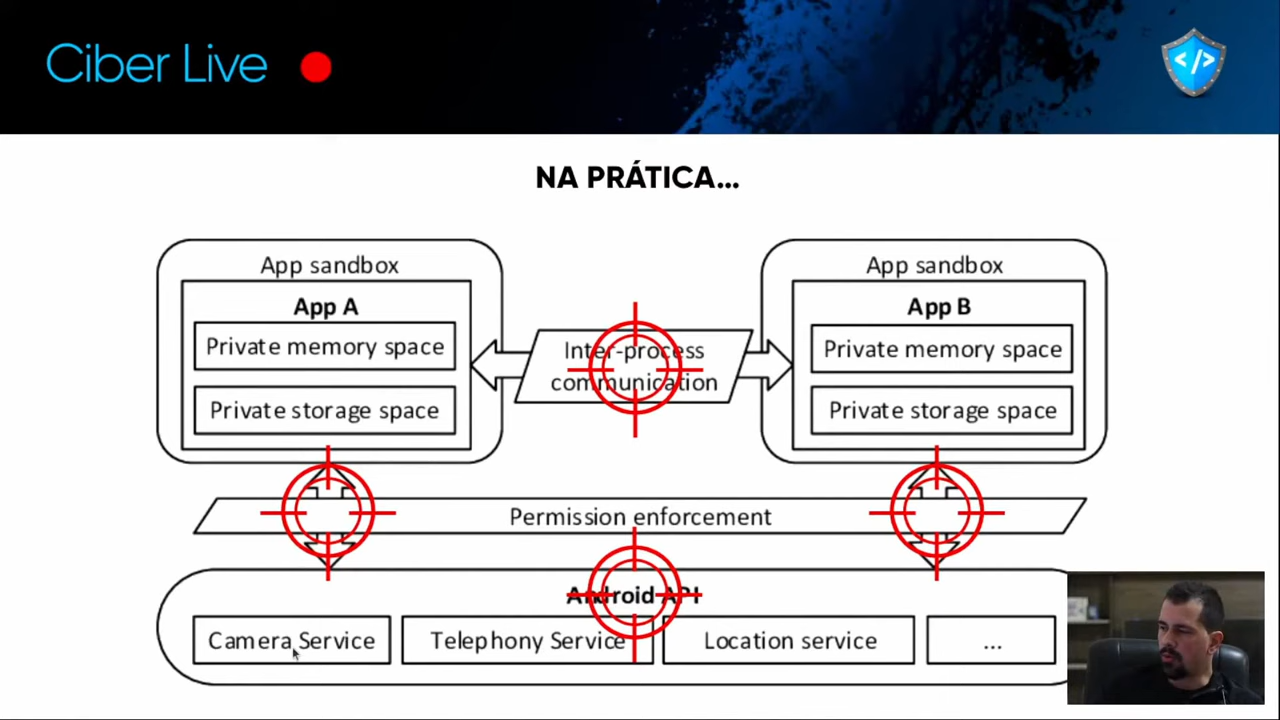 Ciber Live
</>
NA PRÁTICA...
App sandbox
App A
Private memory space
Private storage space
Inter-process
communication
App sandbox
App B
Private memory space
Private storage space
Permission enforcement
Android API
Camera Service
Telephony Service
Location service
...